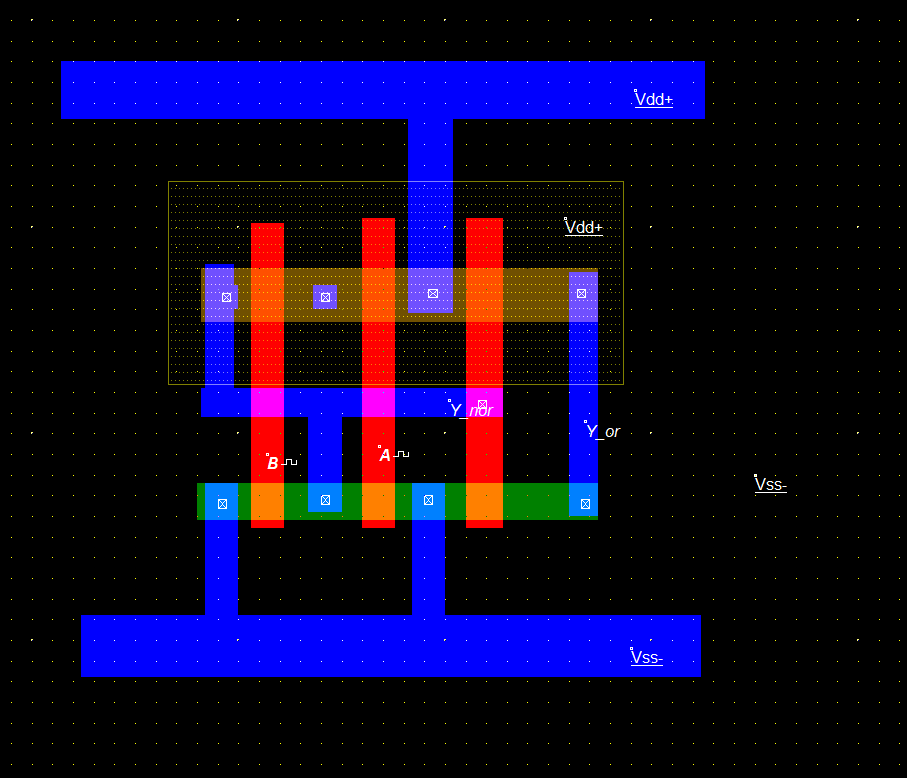 Vdd+
Vdd+
Y_nor
Y_or
B
A
Vss-
Vss-